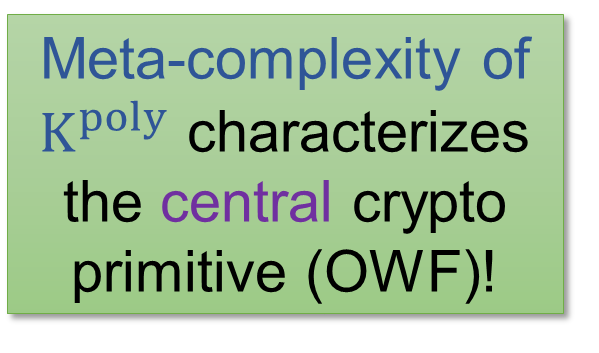 Meta-complexity of
K^poly characterizes
the central crypto
primitive (OWF)!